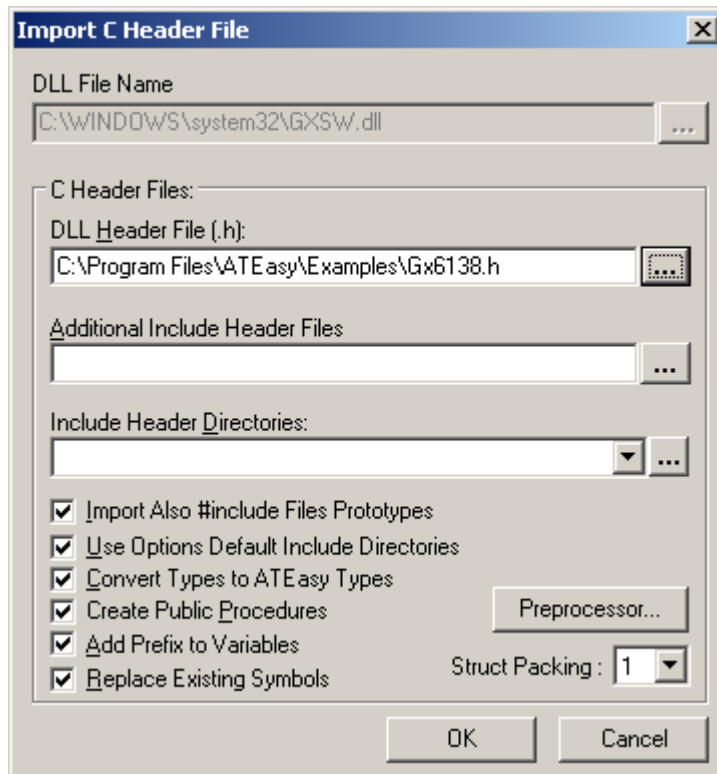 Import C Header File
DLL File Name
C:\WINDOWS\system32\GXSW.dll
...
C Header Files:
DLL Header File (.h):
C:\Program Files\ATEasy\Examples\Gx6138.h
...
Additional Include Header Files
...
Include Header Directories:
...
Import Also #include Files Prototypes
Use Options Default Include Directories
Convert Types to ATEasy Types
Create Public Procedures
Preprocessor...
Add Prefix to Variables
Replace Existing Symbols
Struct Packing : 1
OK
Cancel